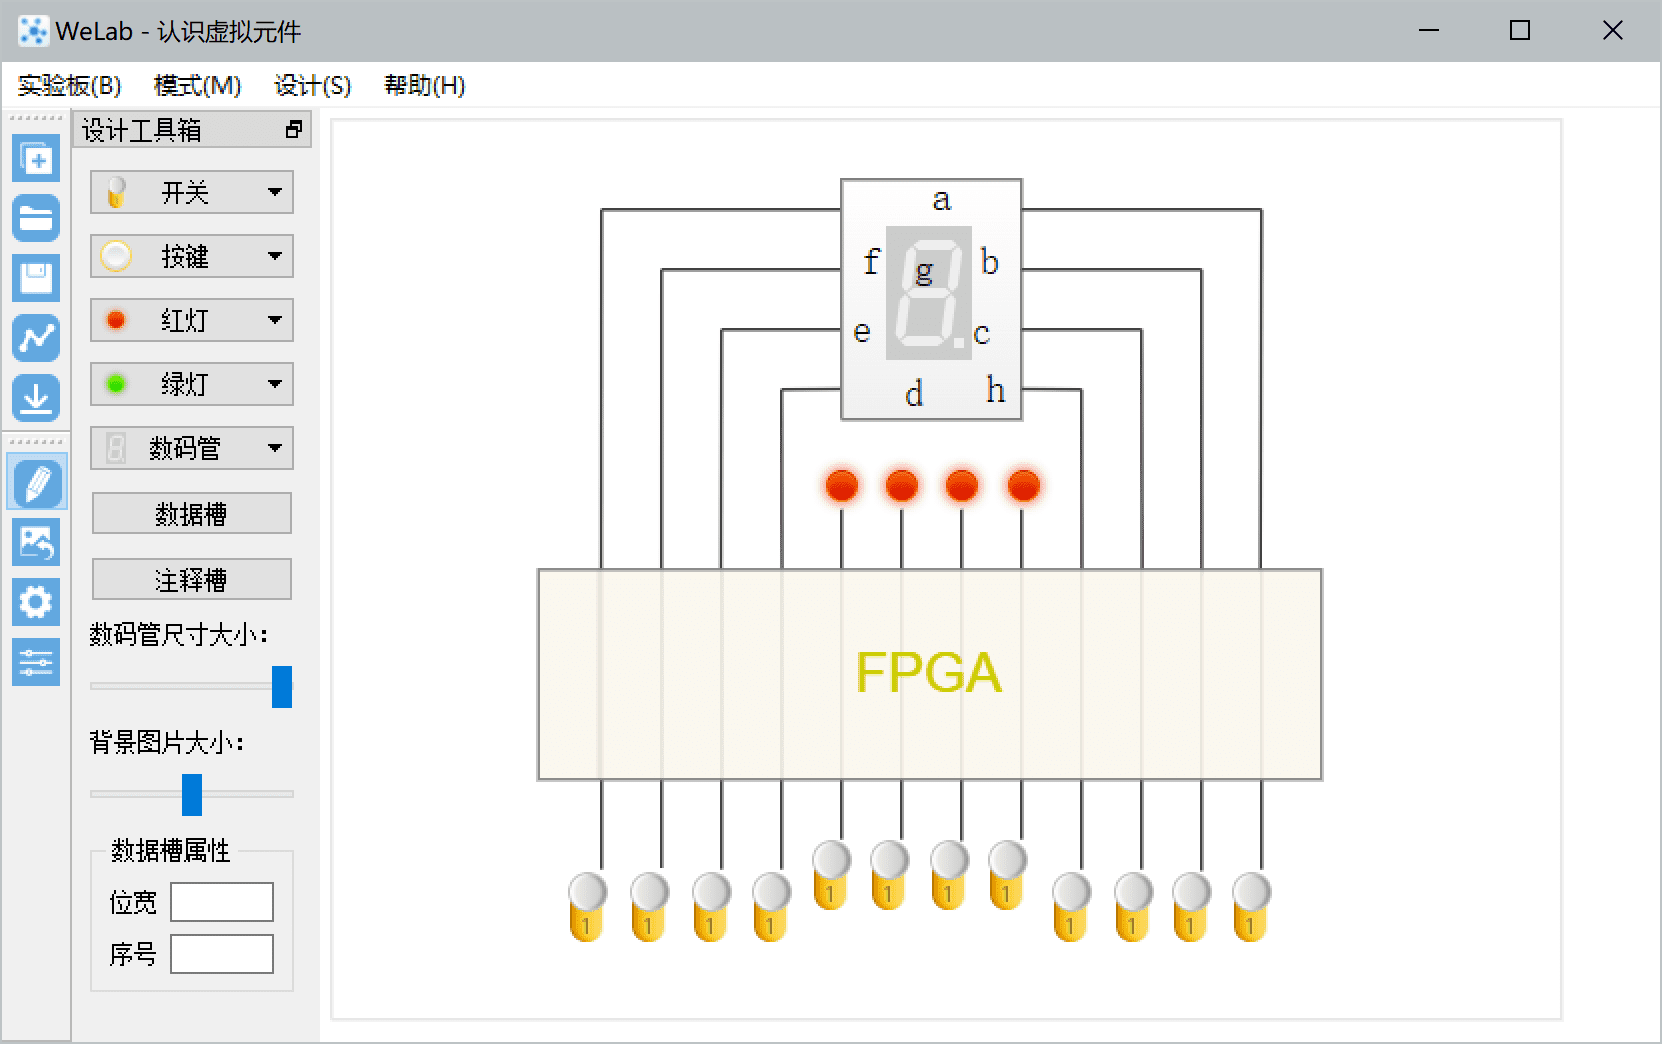 WeLab - 认识虚拟元件
实验板(B) 模式(M) 设计(S) 帮助(H)
设计工具箱
开关
按键
红灯
绿灯
数码管
数据槽
注释槽
数码管尺寸大小：
背景图片大小：
数据槽属性
位宽
序号
a
f g b
e c
d h
FPGA
1 1 1 1
1 1 1 1 1 1 1 1